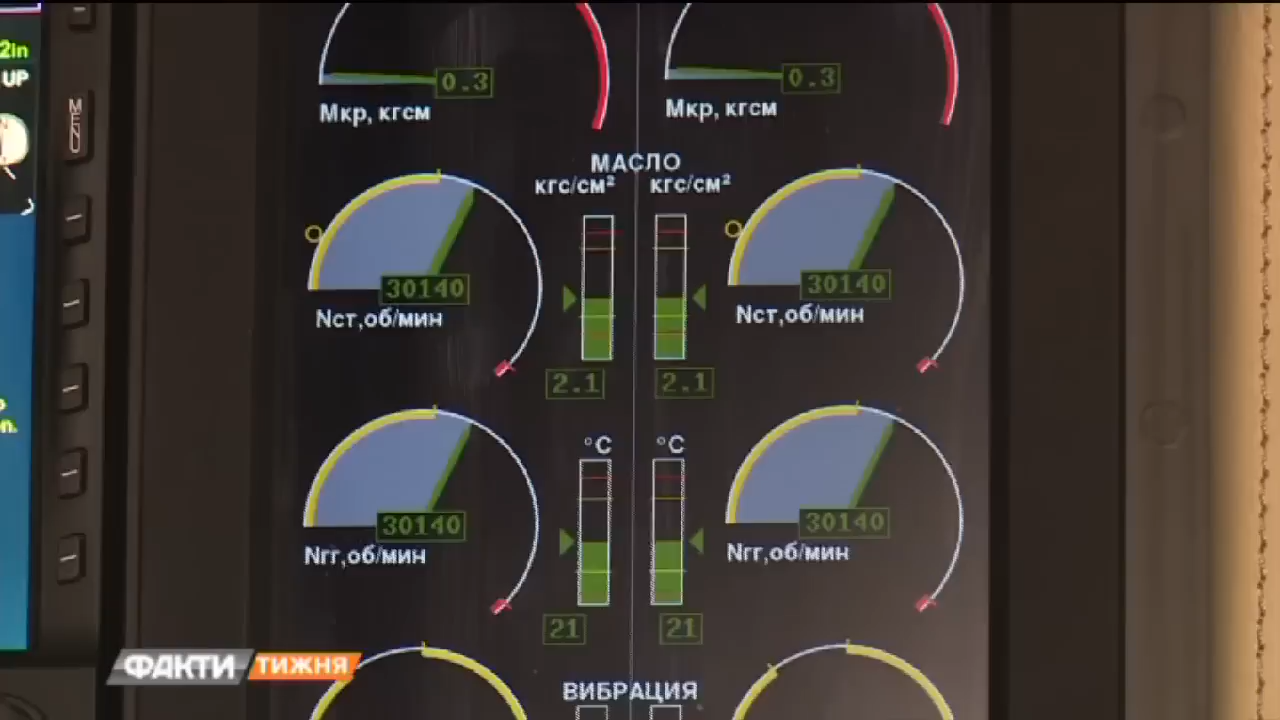 2in
UP
MENU
0.3
0.3
Мкр, кгсм
Мкр, кгсм
МАСЛО
кгс/см²
кгс/см²
30140
30140
Nст,об/мин
Nст,об/мин
2.1
2.1
°C
°C
30140
30140
Nгг,об/мин
Nгг,об/мин
21
21
ФАКТИ ТИЖНЯ
ВИБРАЦИЯ